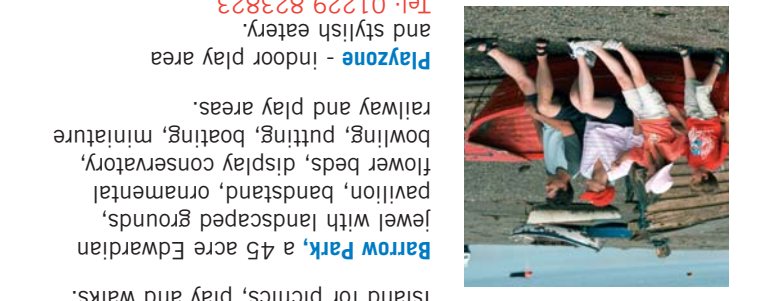 Island for picnics, play and walks.
Barrow Park, a 45 acre Edwardian
jewel with landscaped grounds,
pavilion, bandstand, ornamental
flower beds, display conservatory,
bowling, putting, boating, miniature
railway and play areas.
Playzone - indoor play area
and stylish eatery.
Tel: 01229 823823